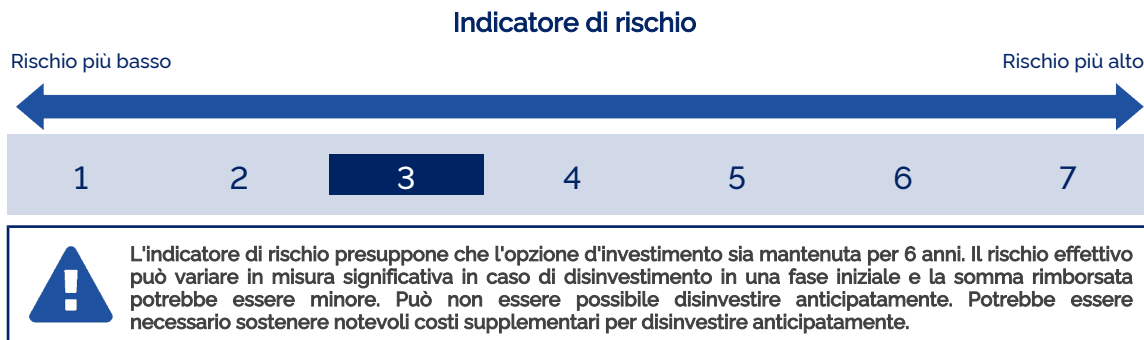 Indicatore di rischio
Rischio più basso
Rischio più alto
1 2 3 4 5 6 7
L'indicatore di rischio presuppone che l'opzione d'investimento sia mantenuta per 6 anni. Il rischio effettivo
può variare in misura significativa in caso di disinvestimento in una fase iniziale e la somma rimborsata
potrebbe essere minore. Può non essere possibile disinvestire anticipatamente. Potrebbe essere
necessario sostenere notevoli costi supplementari per disinvestire anticipatamente.